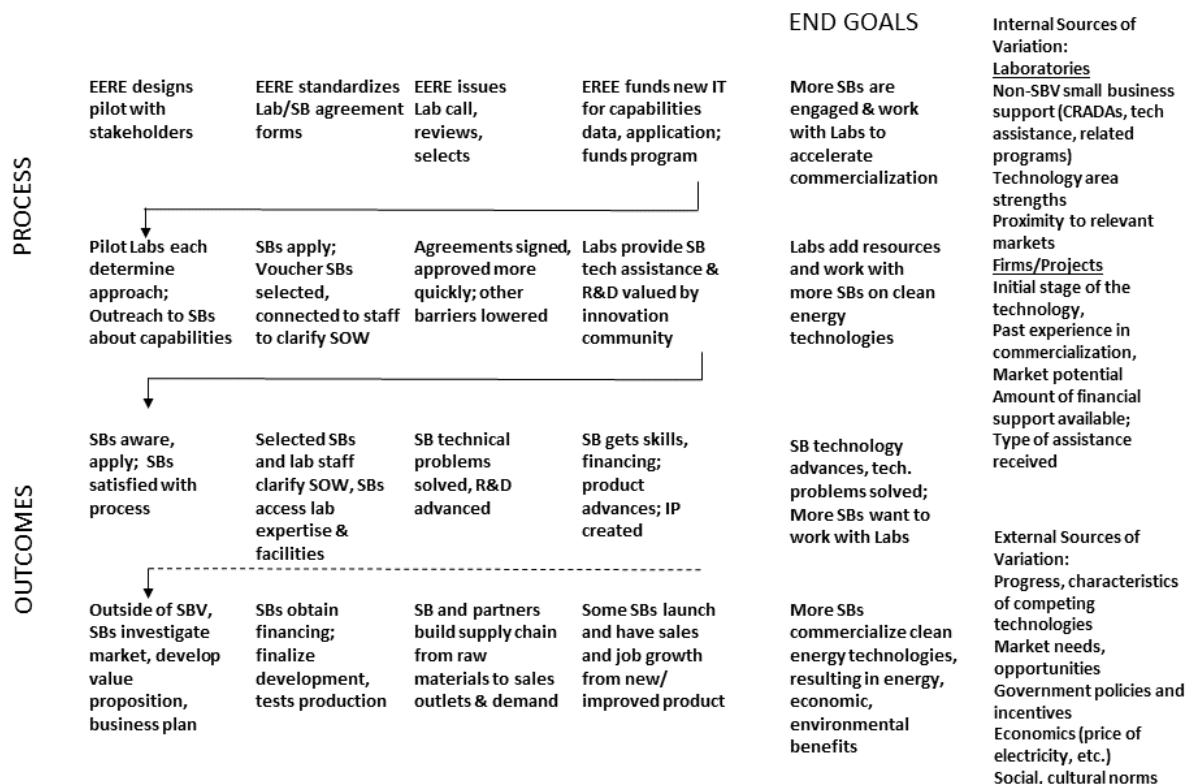 END GOALS
PROCESS
EERE designs
pilot with
stakeholders
EERE standardizes
Lab/SB agreement
forms
EERE issues
Lab call,
reviews,
selects
EREE funds new IT
for capabilities
data, application;
funds program
More SBs are
engaged & work
with Labs to
accelerate
commercialization
Pilot Labs each
determine
approach;
Outreach to SBs
about capabilities
SBs apply;
Voucher SBs
selected,
connected to staff
to clarify SOW
Agreements signed,
approved more
quickly; other
barriers lowered
Labs provide SB
tech assistance &
R&D valued by
innovation
community
Labs add resources
and work with
more SBs on clean
energy
technologies
OUTCOMES
SBs aware,
apply; SBs
satisfied with
process
Selected SBs
and lab staff
clarify SOW, SBs
access lab
expertise &
facilities
SB technical
problems
solved, R&D
advanced
SB gets skills,
financing;
product
advances; IP
created
SB technology
advances, tech.
problems solved;
More SBs want to
work with Labs
Outside of SBV,
SBs investigate
market, develop
value
proposition,
business plan
SBs obtain
financing;
finalize
development,
tests production
SB and partners
build supply chain
from raw
materials to sales
outlets & demand
Some SBs launch
and have sales
and job growth
from new/
improved product
More SBs
commercialize clean
energy technologies,
resulting in energy,
economic,
environmental
benefits
Internal Sources of
Variation:
Laboratories
Non-SBV small business
support (CRADAs, tech
assistance, related
programs)
Technology area
strengths
Proximity to relevant
markets
Firms/Projects
Initial stage of the
technology,
Past experience in
commercialization,
Market potential
Amount of financial
support available;
Type of assistance
received
External Sources of
Variation:
Progress, characteristics
of competing
technologies
Market needs,
opportunities
Government policies and
incentives
Economics (price of
electricity, etc.)
Social, cultural norms